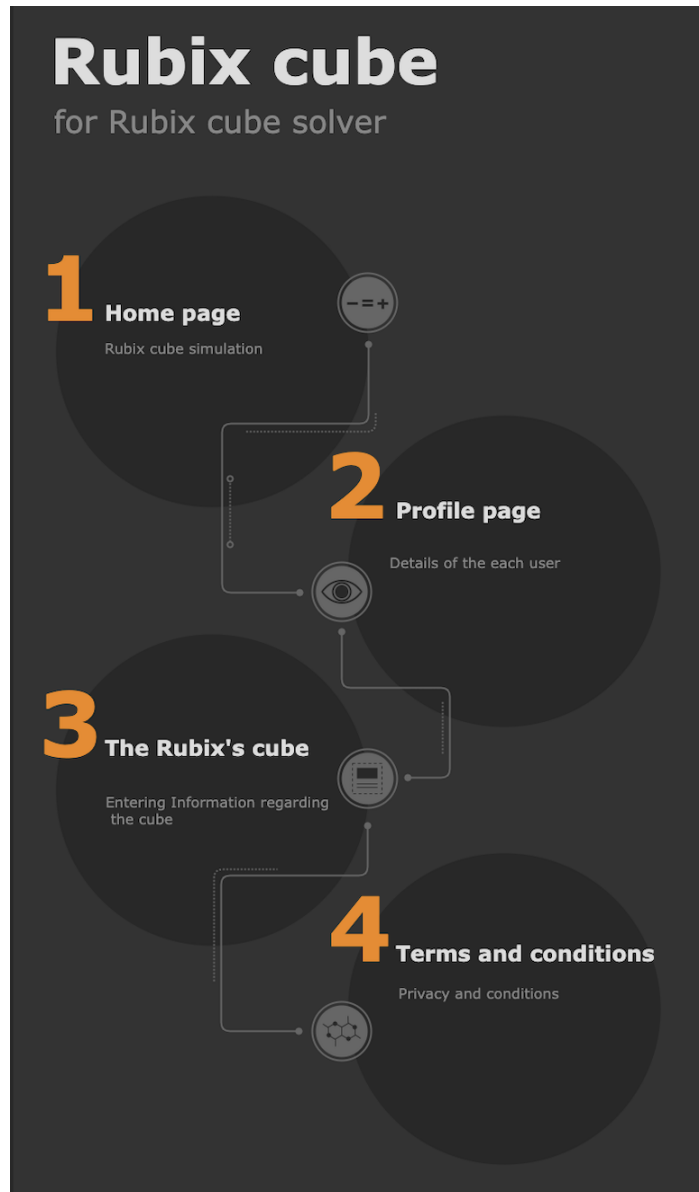 Rubix cube
for Rubix cube solver
1
Home page
Rubix cube simulation
2
Profile page
Details of the each user
3
The Rubix's cube
Entering Information regarding
the cube
4
Terms and conditions
Privacy and conditions